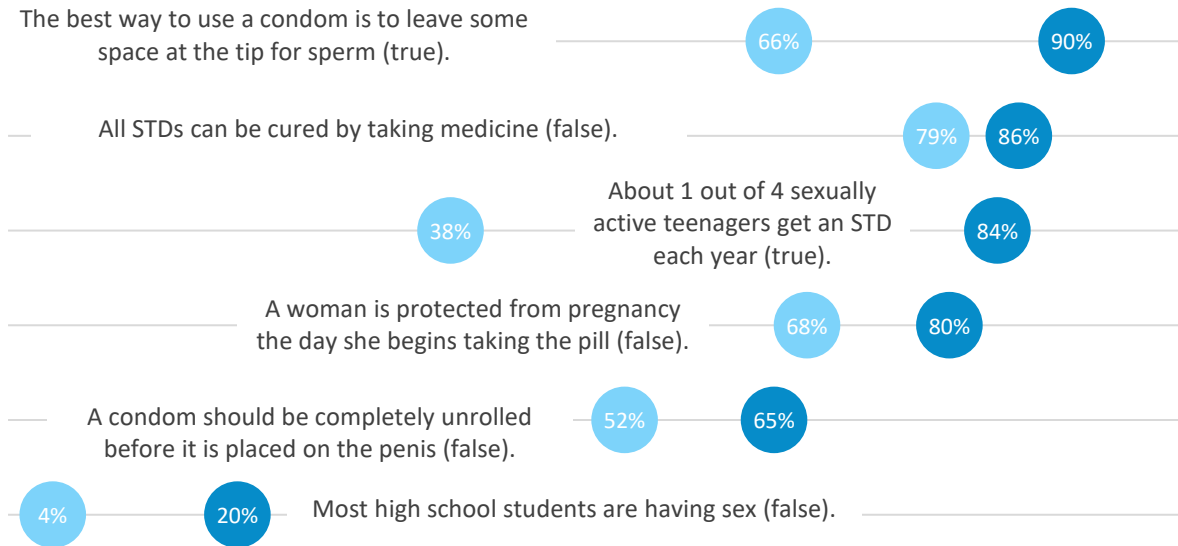 The best way to use a condom is to leave some
space at the tip for sperm (true).
66%
90%
All STDs can be cured by taking medicine (false).
79%
86%
38%
About 1 out of 4 sexually
active teenagers get an STD
each year (true).
84%
A woman is protected from pregnancy
the day she begins taking the pill (false).
68%
80%
A condom should be completely unrolled
before it is placed on the penis (false).
52%
65%
4%
20%
Most high school students are having sex (false).